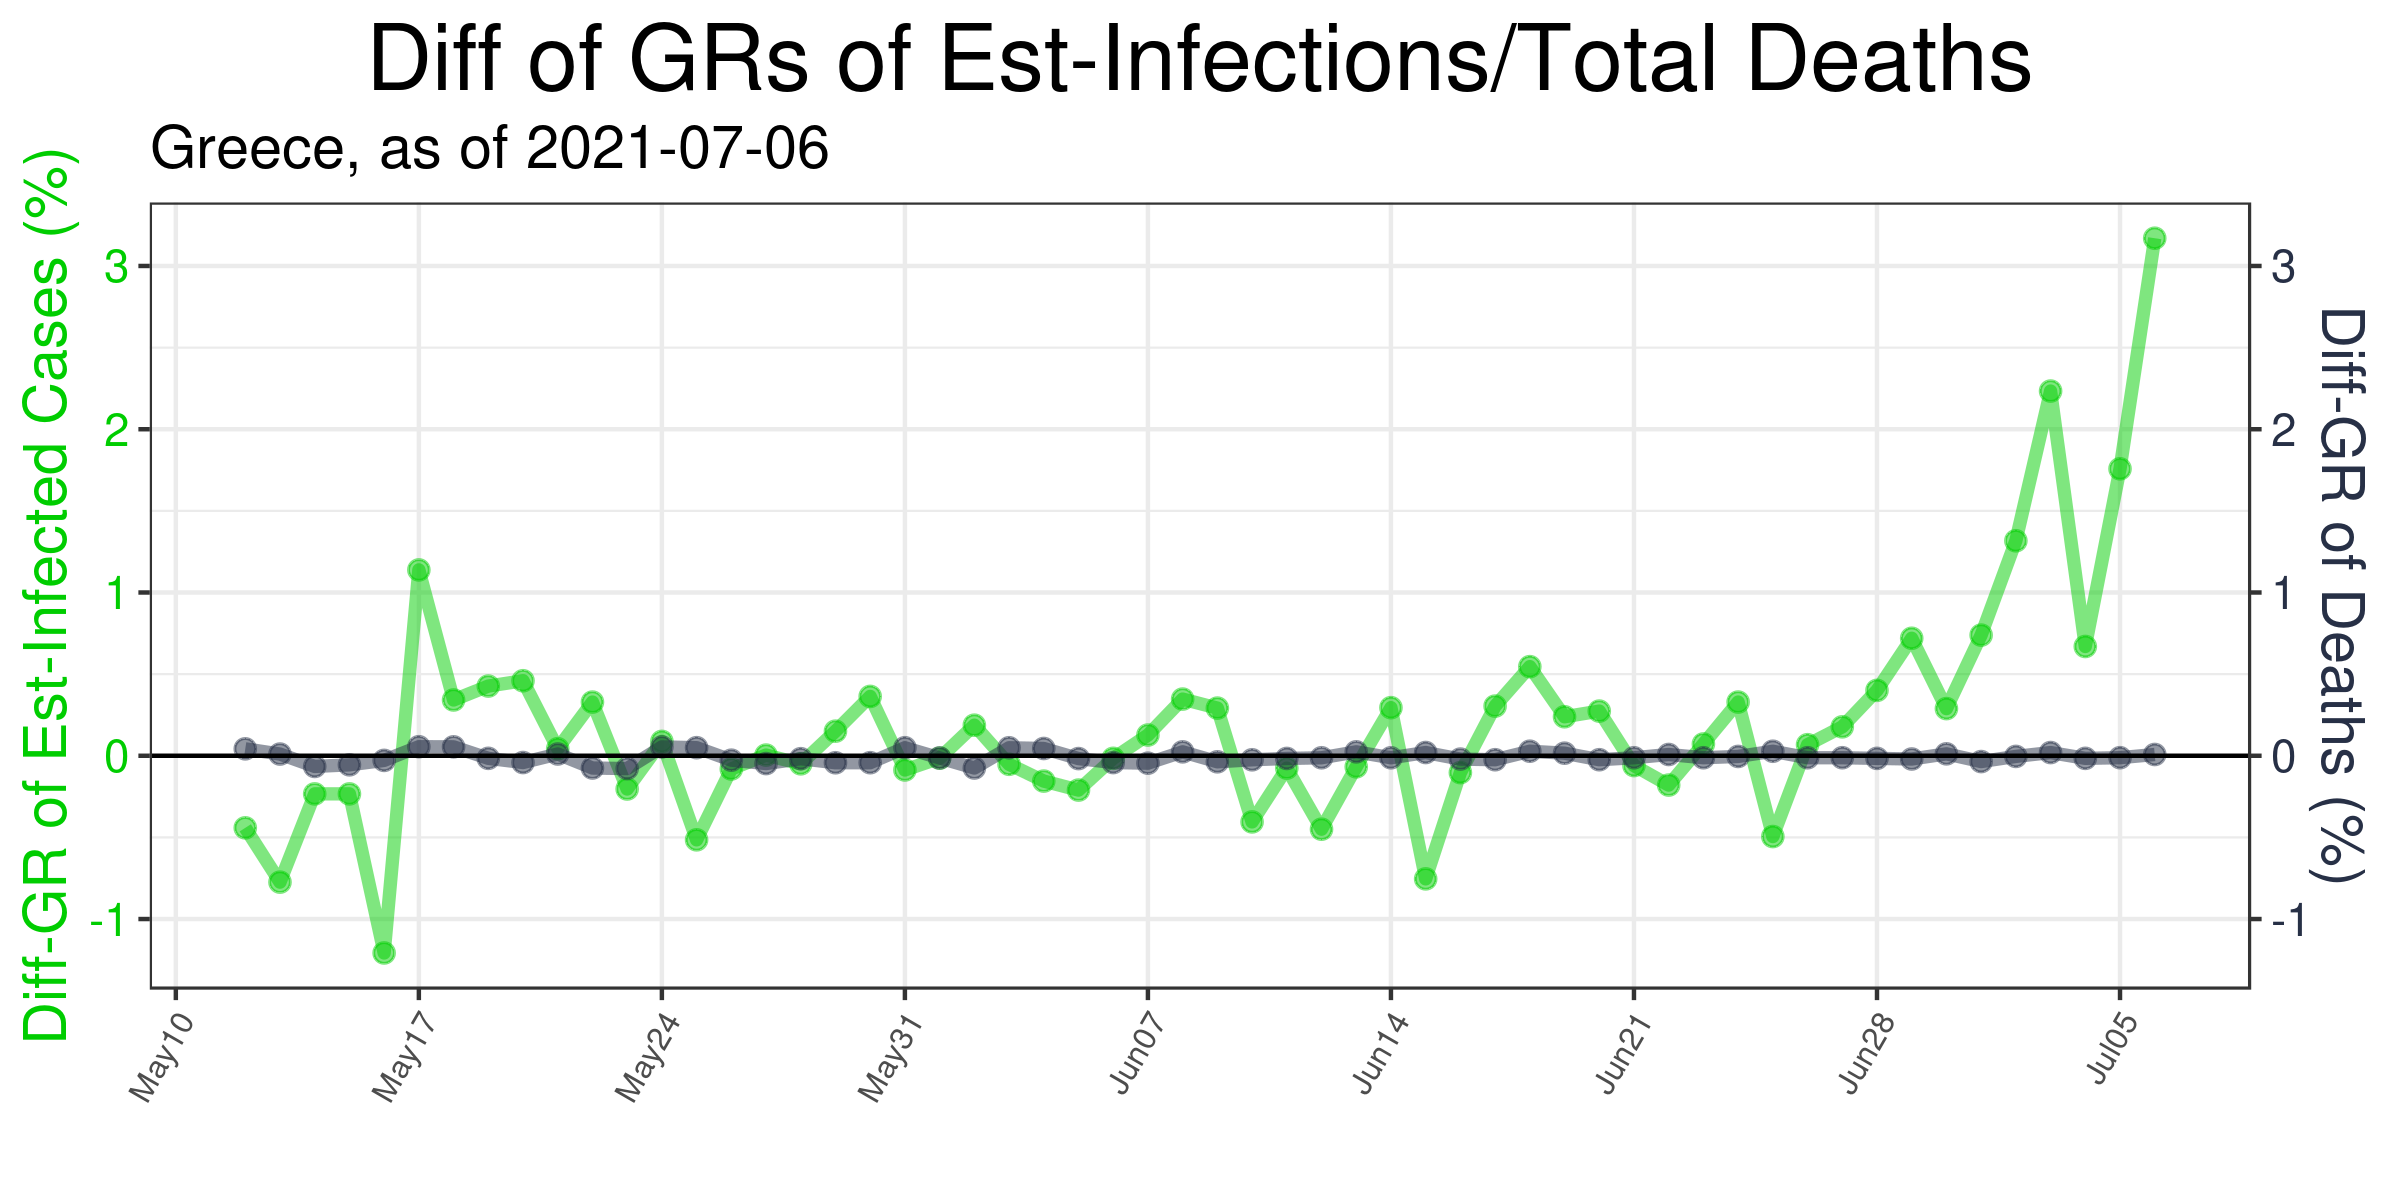 Diff of GRs of Est-Infections/Total Deaths
Greece, as of 2021-07-06
Diff-GR of Est-Infected Cases (%)
3
2
1
0
-1
3
2
1
0
-1
Diff-GR of Deaths (%)
May10
May17
May24
May31
Jun07
Jun14
Jun21
Jun28
Jul05